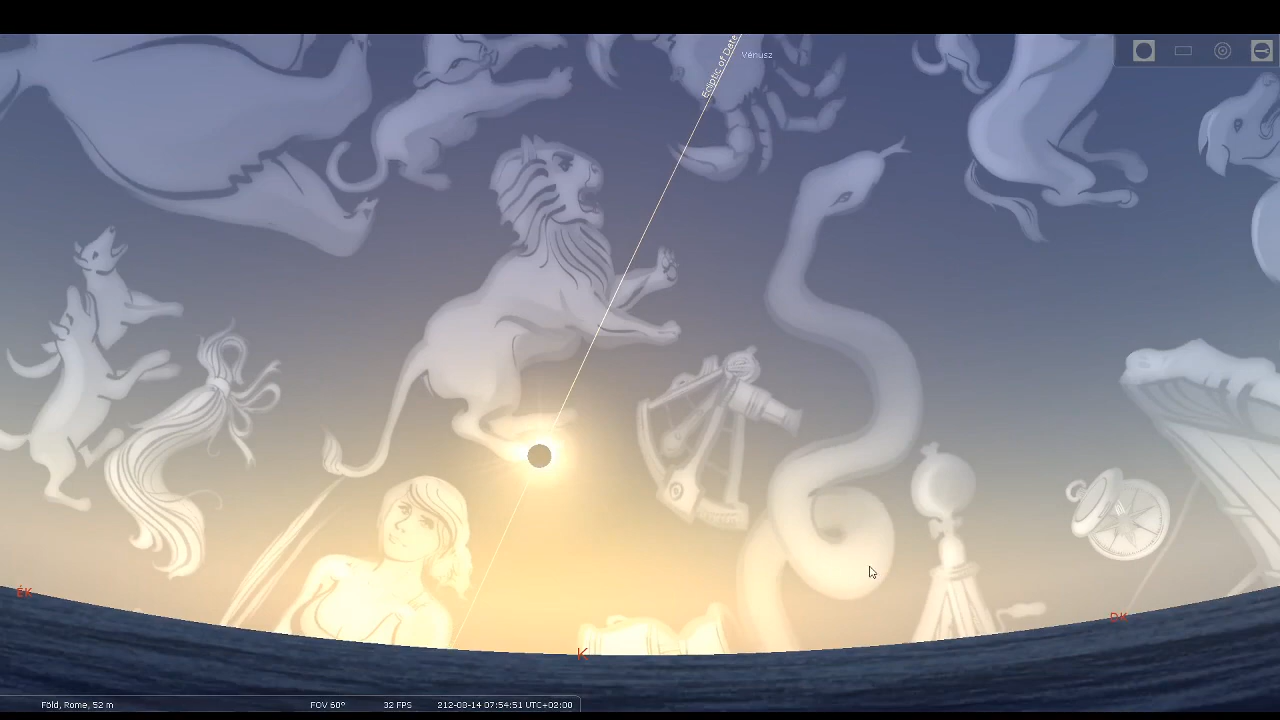 Ecliptic of Date
Vénusz
ÉK
K
DK
Föld, Rome, 52 m
FOV 60°
32 FPS
212-08-14 07:54:51 UTC+02:00